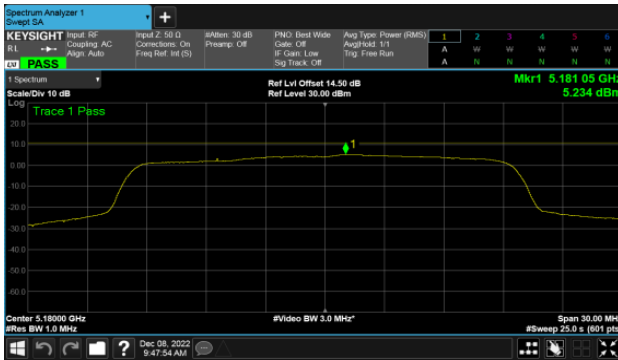 Spectrum Analyzer 1
Swept SA
+
KEYSIGHT Input: RF Input Z: 50 Ω #Atten: 30 dB PNO: Best Wide Avg Type: Power (RMS) 1 2 3 4 5 6
RL Coupling: AC Corrections: On Preamp: Off Gate: Off Avg|Hold: 1/1 A W W W W W
Align: Auto Freq Ref: Int (S) IF Gain: Low Trig: Free Run
LXI PASS Sig Track: Off A N N N N N
1 Spectrum Ref Lvl Offset 14.50 dB Mkr1 5.181 05 GHz
Scale/Div 10 dB Ref Level 30.00 dBm 5.234 dBm
Log Trace 1 Pass
20.0
10.0
1
0.00
-10.0
-20.0
-30.0
-40.0
-50.0
-60.0
Center 5.18000 GHz #Video BW 3.0 MHz* Span 30.00 MH
#Res BW 1.0 MHz #Sweep 25.0 s (601 pts
? Dec 08, 2022
9:47:54 AM